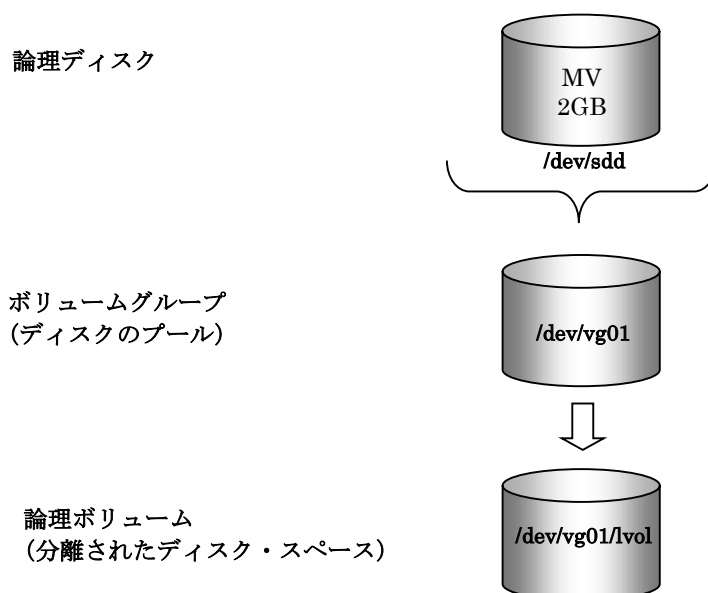 論理ディスク
MV
2GB
/dev/sdd
ボリュームグループ
(ディスクのプール)
/dev/vg01
論理ボリューム
(分離されたディスク・スペース)
/dev/vg01/lvol